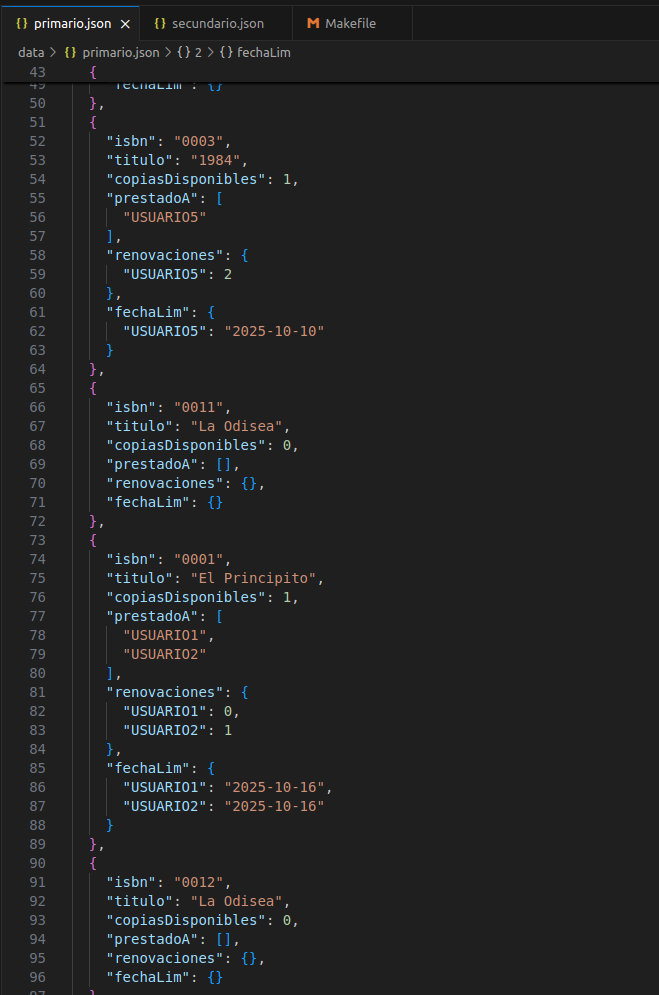 {} primario.json ×
{} secundario.json
M Makefile
data > {} primario.json > {} 2 > {} fechaLim
43 {
49 "fechaLim": {}
50 },
51 {
52 "isbn": "0003",
53 "titulo": "1984",
54 "copiasDisponibles": 1,
55 "prestadoA": [
56 "USUARIO5"
57 ],
58 "renovaciones": {
59 "USUARIO5": 2
60 },
61 "fechaLim": {
62 "USUARIO5": "2025-10-10"
63 }
64 },
65 {
66 "isbn": "0011",
67 "titulo": "La Odisea",
68 "copiasDisponibles": 0,
69 "prestadoA": [],
70 "renovaciones": {},
71 "fechaLim": {}
72 },
73 {
74 "isbn": "0001",
75 "titulo": "El Principito",
76 "copiasDisponibles": 1,
77 "prestadoA": [
78 "USUARIO1",
79 "USUARIO2"
80 ],
81 "renovaciones": {
82 "USUARIO1": 0,
83 "USUARIO2": 1
84 },
85 "fechaLim": {
86 "USUARIO1": "2025-10-16",
87 "USUARIO2": "2025-10-16"
88 }
89 },
90 {
91 "isbn": "0012",
92 "titulo": "La Odisea",
93 "copiasDisponibles": 0,
94 "prestadoA": [],
95 "renovaciones": {},
96 "fechaLim": {}
97 }